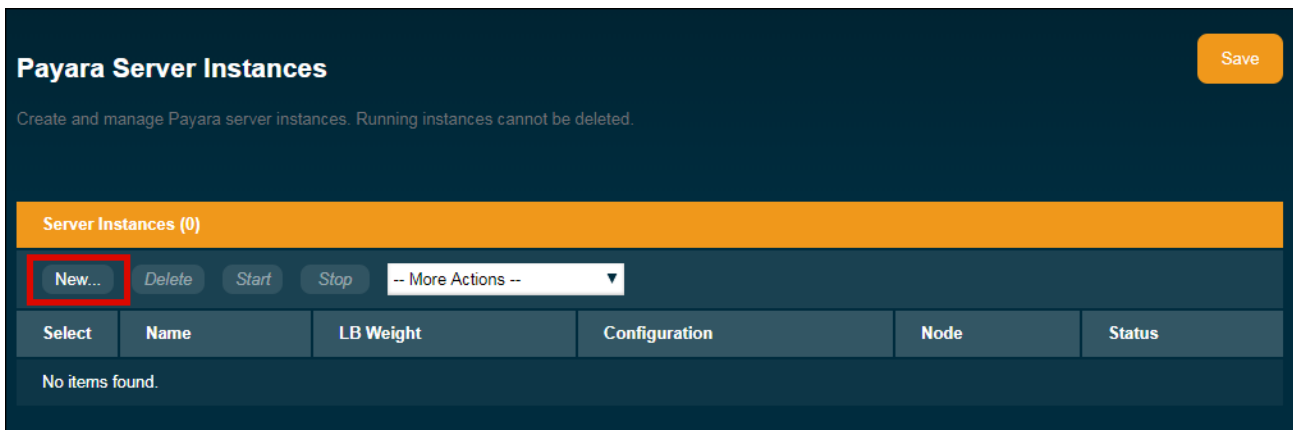 Payara Server Instances
Save
Create and manage Payara server instances. Running instances cannot be deleted.
Server Instances (0)
New... Delete Start Stop -- More Actions --
Select Name LB Weight Configuration Node Status
No items found.